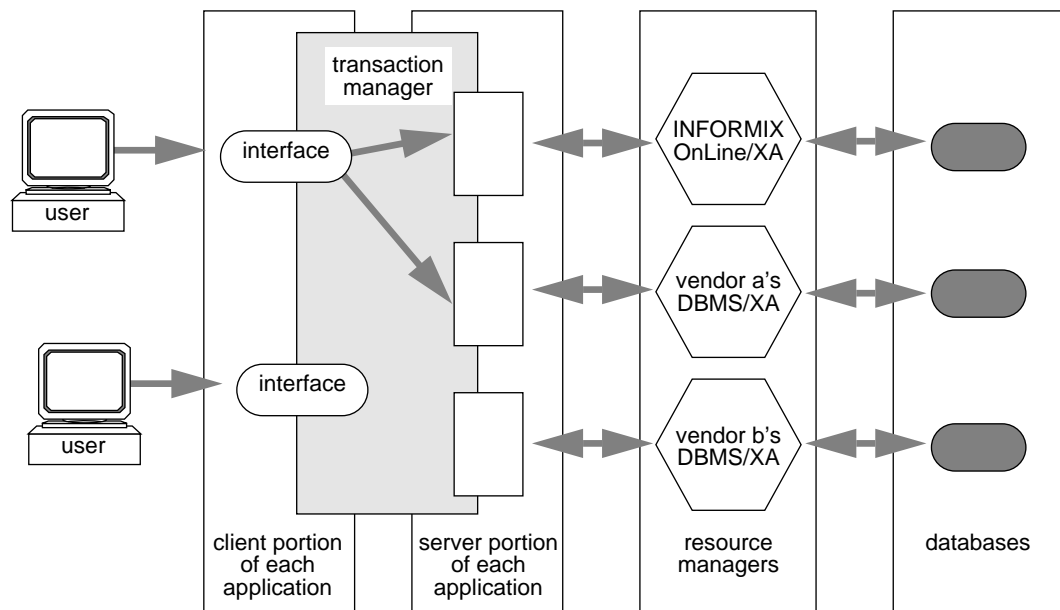 transaction
manager
user
interface
INFORMIX
OnLine/XA
vendor a's
DBMS/XA
user
interface
vendor b's
DBMS/XA
client portion
of each
application
server portion
of each
application
resource
managers
databases